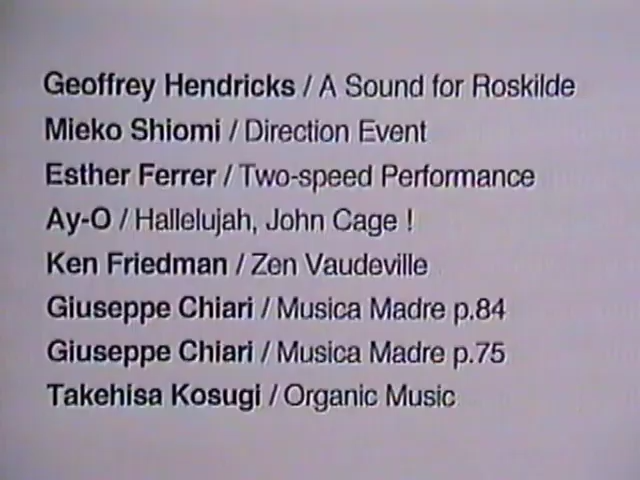 Geoffrey Hendricks / A Sound for Roskilde
Mieko Shiomi / Direction Event
Esther Ferrer / Two-speed Performance
Ay-O / Hallelujah, John Cage !
Ken Friedman / Zen Vaudeville
Giuseppe Chiari / Musica Madre p.84
Giuseppe Chiari / Musica Madre p.75
Takehisa Kosugi / Organic Music